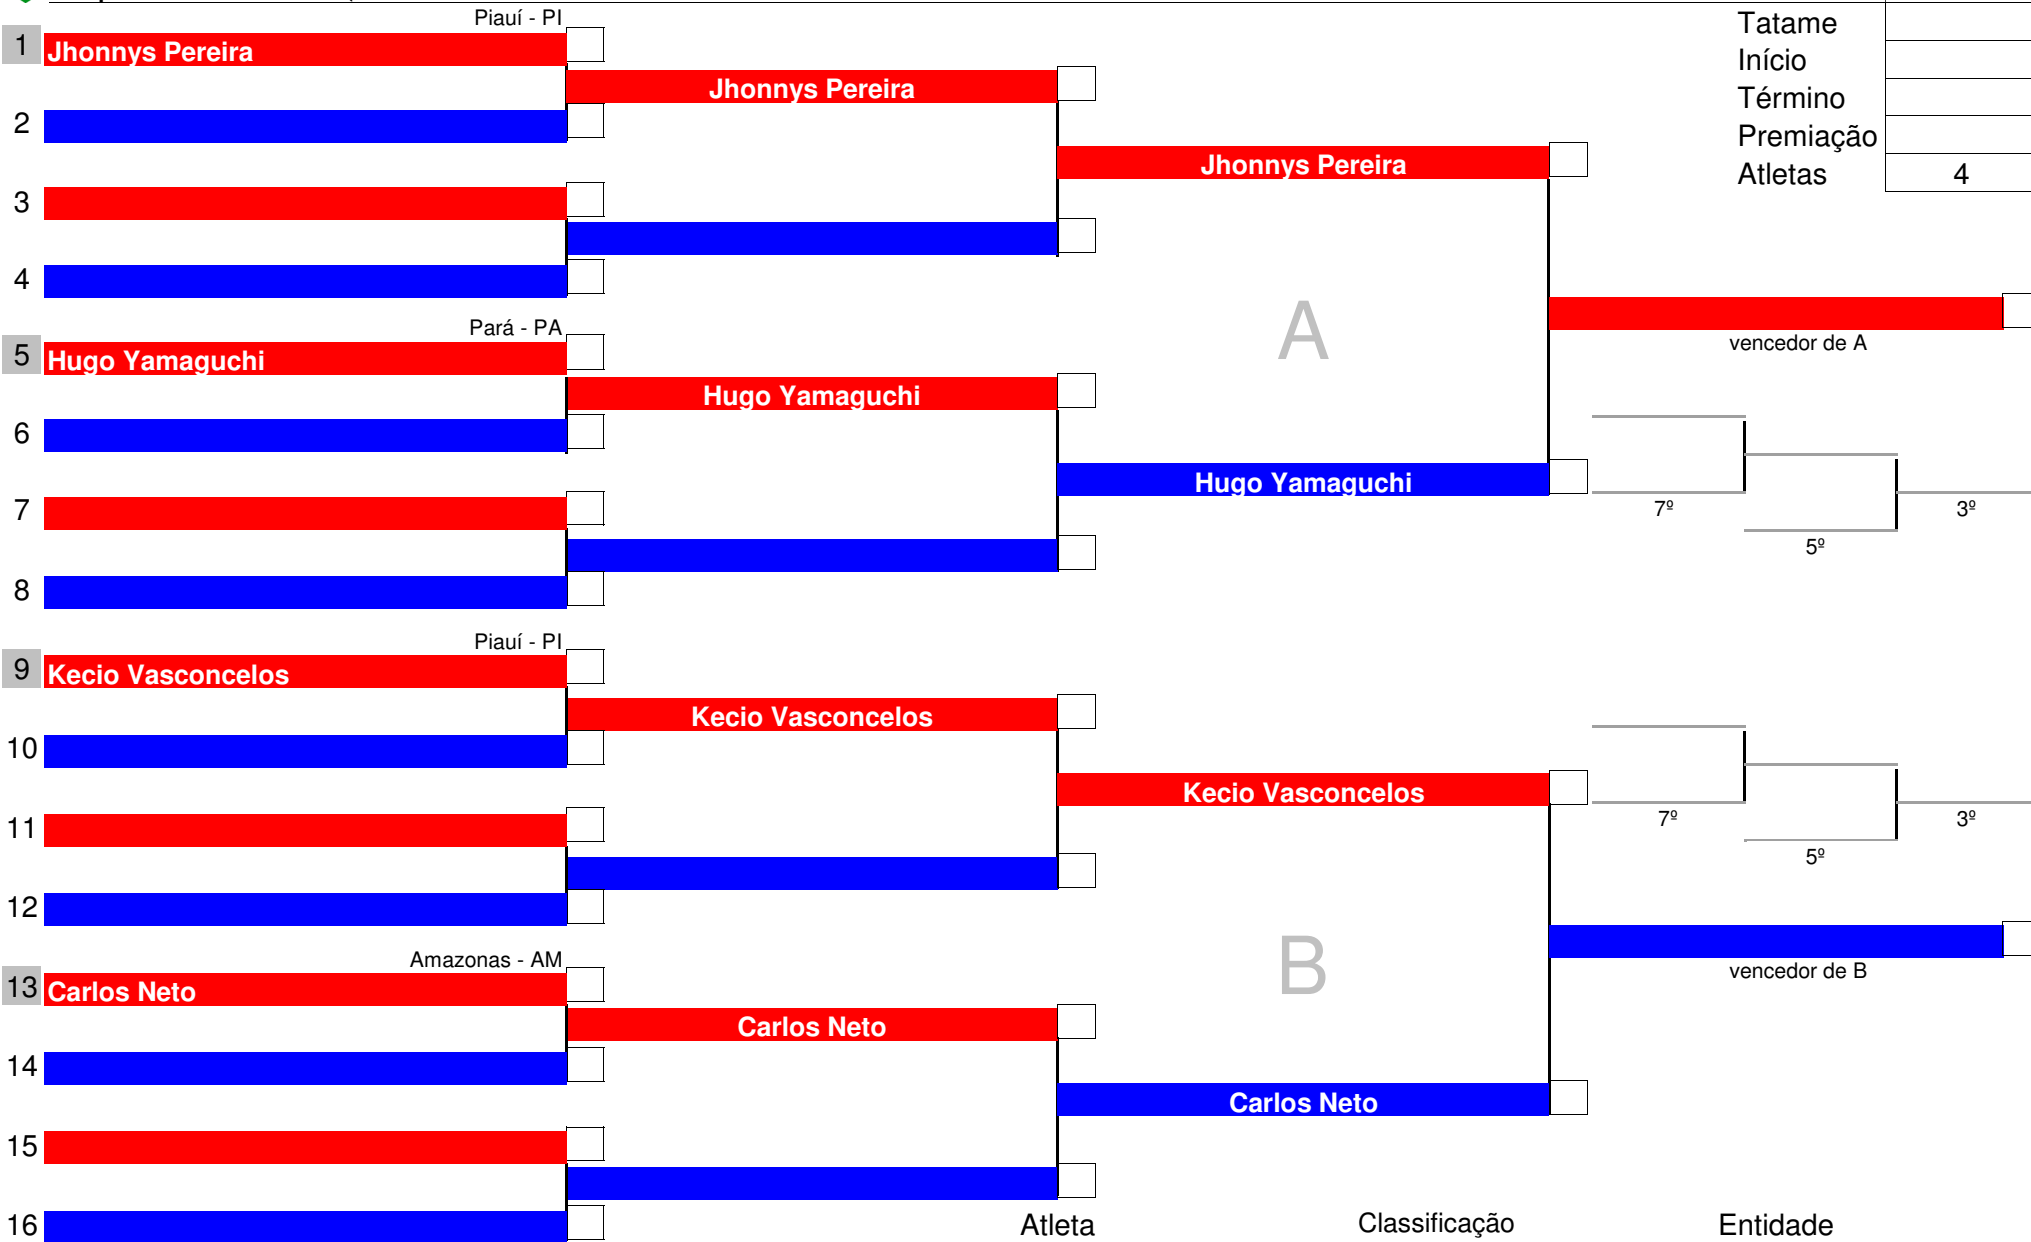 Piauí - PI
1 Jhonnys Pereira
Jhonnys Pereira
2
Jhonnys Pereira
3
4
Tatame
Início
Término
Premiação
Atletas 4
Pará - PA
5 Hugo Yamaguchi
Hugo Yamaguchi
6
Hugo Yamaguchi
7
8
A
vencedor de A
7º
3º
5º
Piauí - PI
9 Kecio Vasconcelos
Kecio Vasconcelos
10
Kecio Vasconcelos
11
12
7º
3º
5º
B
vencedor de B
Amazonas - AM
13 Carlos Neto
Carlos Neto
14
Carlos Neto
15
16
Atleta Classificação Entidade